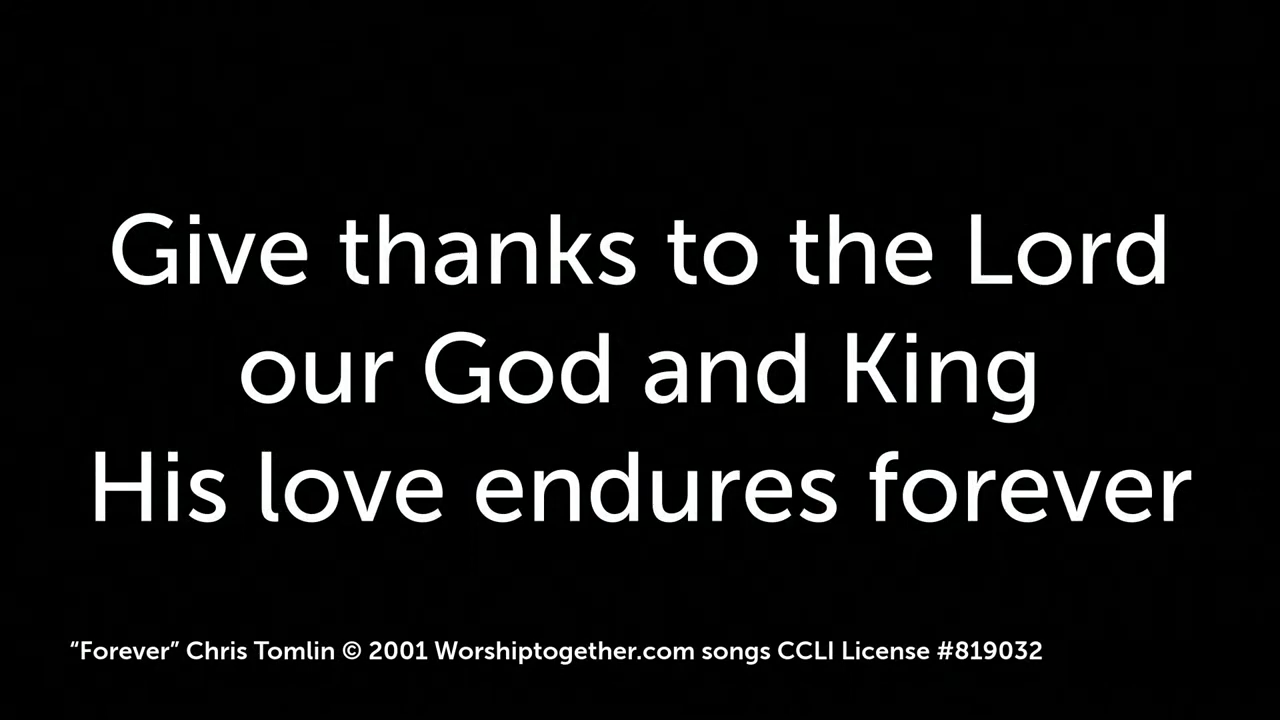 Give thanks to the Lord
our God and King
His love endures forever
“Forever” Chris Tomlin © 2001 Worshiptogether.com songs CCLI License #819032